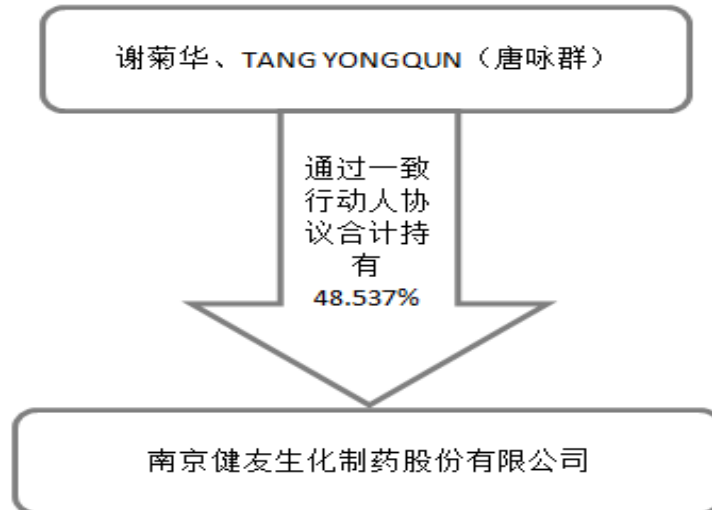 谢菊华、TANG YONGQUN（唐咏群）
通过一致
行动人协
议合计持
有
48.537%
南京健友生化制药股份有限公司